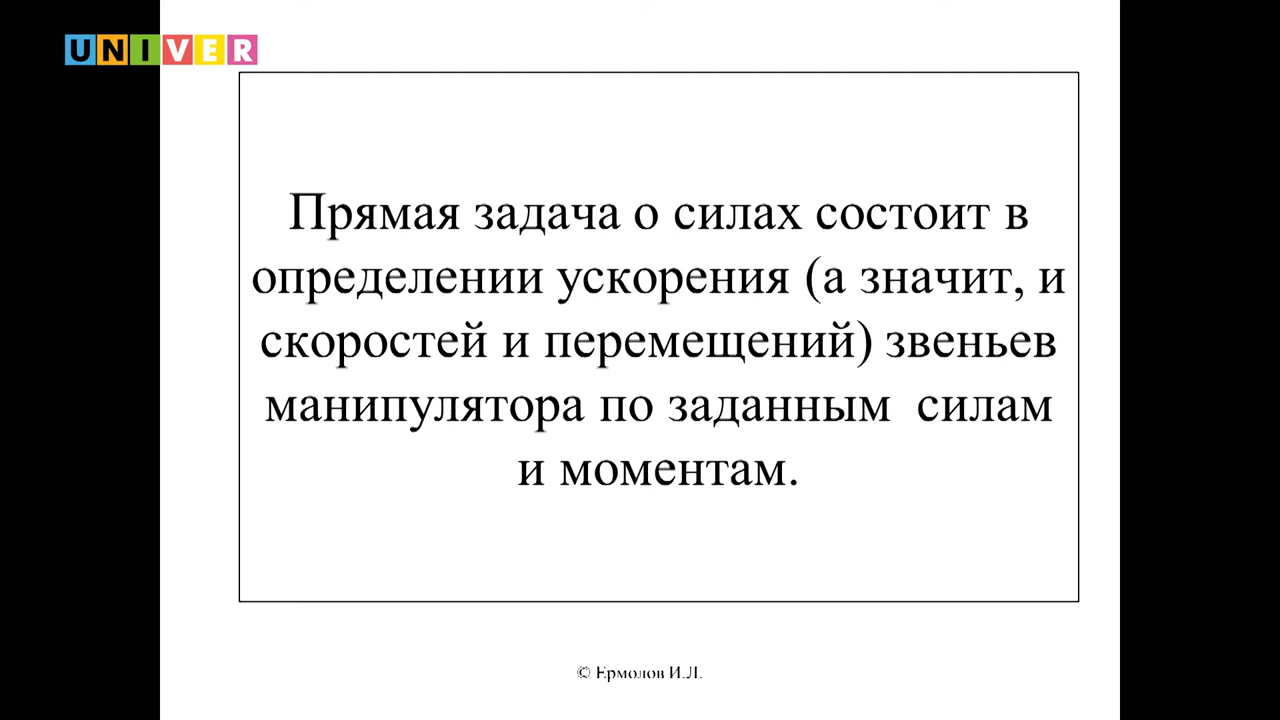 UNIVER
Прямая задача о силах состоит в
определении ускорения (а значит, и
скоростей и перемещений) звеньев
манипулятора по заданным силам
и моментам.
© Ермолов И.Л.